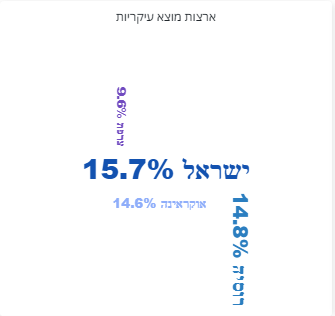 ארצות מוצא עיקריות
צרפת 9.6%
ישראל 15.7%
אוקראינה 14.6%
רוסיה 14.8%